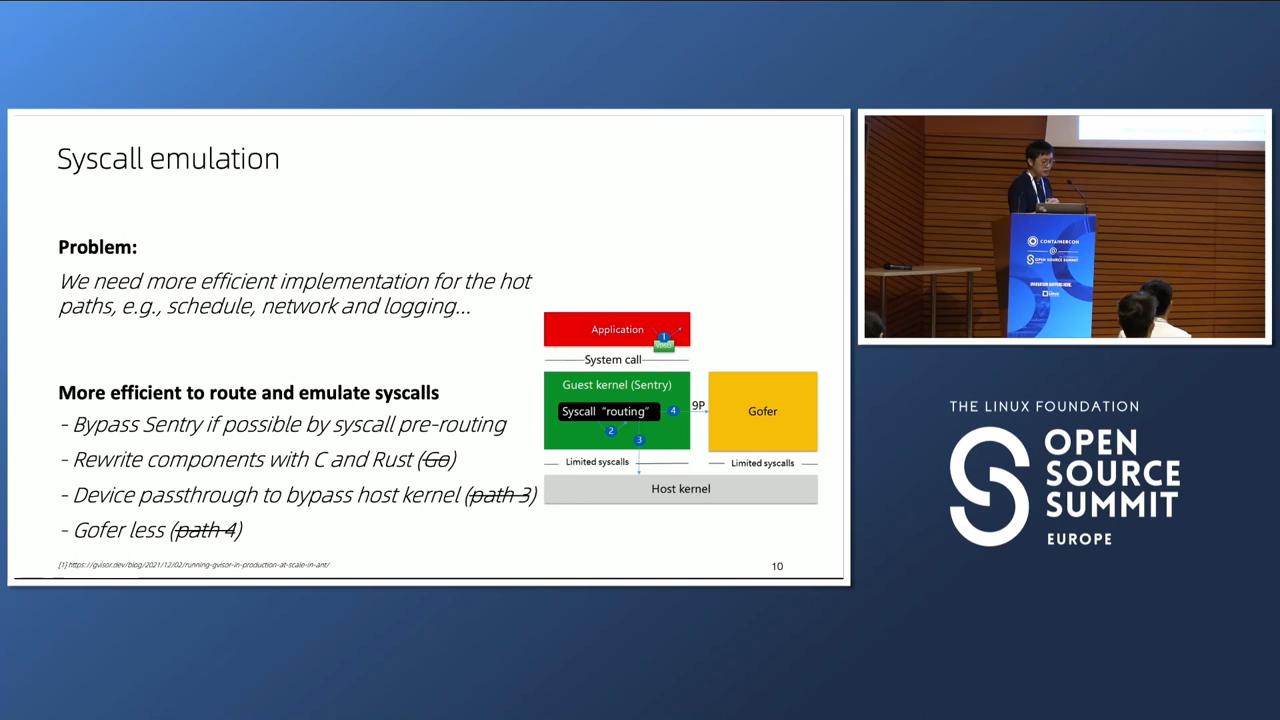 Syscall emulation
Problem:
We need more efficient implementation for the hot
paths, e.g., schedule, network and logging...
More efficient to route and emulate syscalls
- Bypass Sentry if possible by syscall pre-routing
- Rewrite components with C and Rust (Go)
- Device passthrough to bypass host kernel (path 3)
- Gofer less (path 4)
[1] https://gvisor.dev/blog/2021/12/02/running-gvisor-in-production-at-scale-in-ant/
10
Application
1
System call
Guest kernel (Sentry)
Syscall "routing"
4
9P
Gofer
2
3
Limited syscalls
Limited syscalls
Host kernel
CONTAINERCON
@
OPEN SOURCE SUMMIT
THE LINUX FOUNDATION
OPEN
SOURCE
SUMMIT
EUROPE